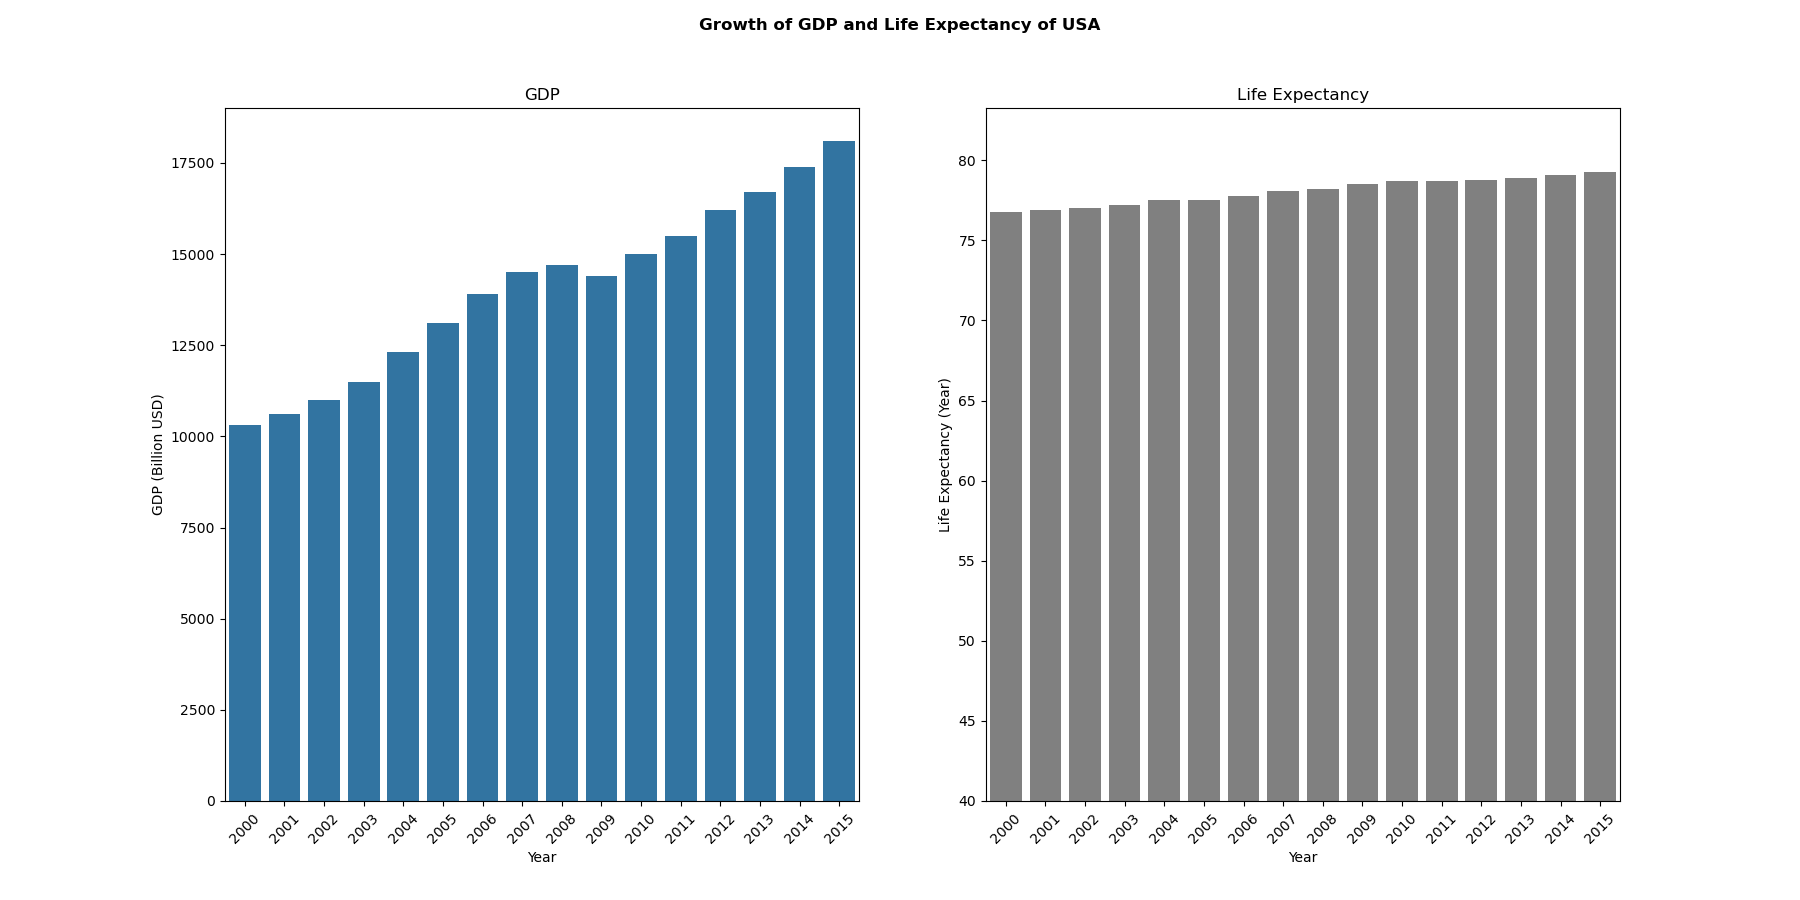 Growth of GDP and Life Expectancy of USA
GDP
GDP (Billion USD)
17500
15000
12500
10000
7500
5000
2500
0
2000 2001 2002 2003 2004 2005 2006 2007 2008 2009 2010 2011 2012 2013 2014 2015
Year
Life Expectancy
Life Expectancy (Year)
80
75
70
65
60
55
50
45
40
2000 2001 2002 2003 2004 2005 2006 2007 2008 2009 2010 2011 2012 2013 2014 2015
Year